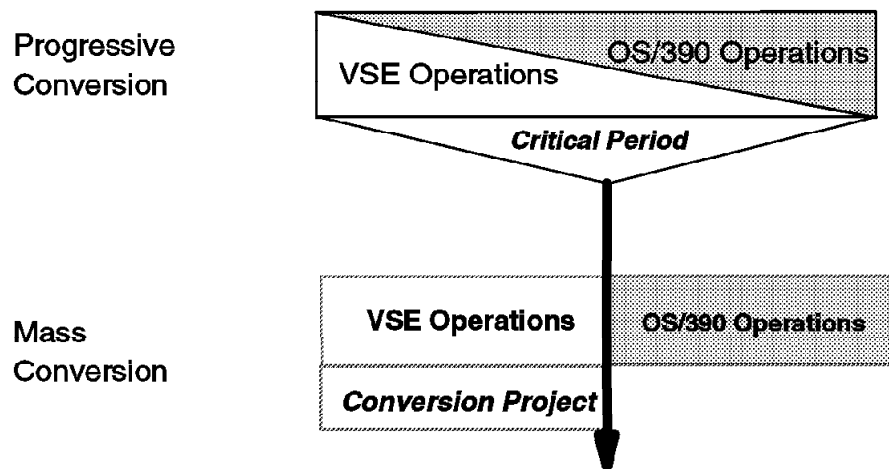 Progressive
Conversion
OS/390 Operations
VSE Operations
Critical Period
Mass
Conversion
VSE Operations
OS/390 Operations
Conversion Project